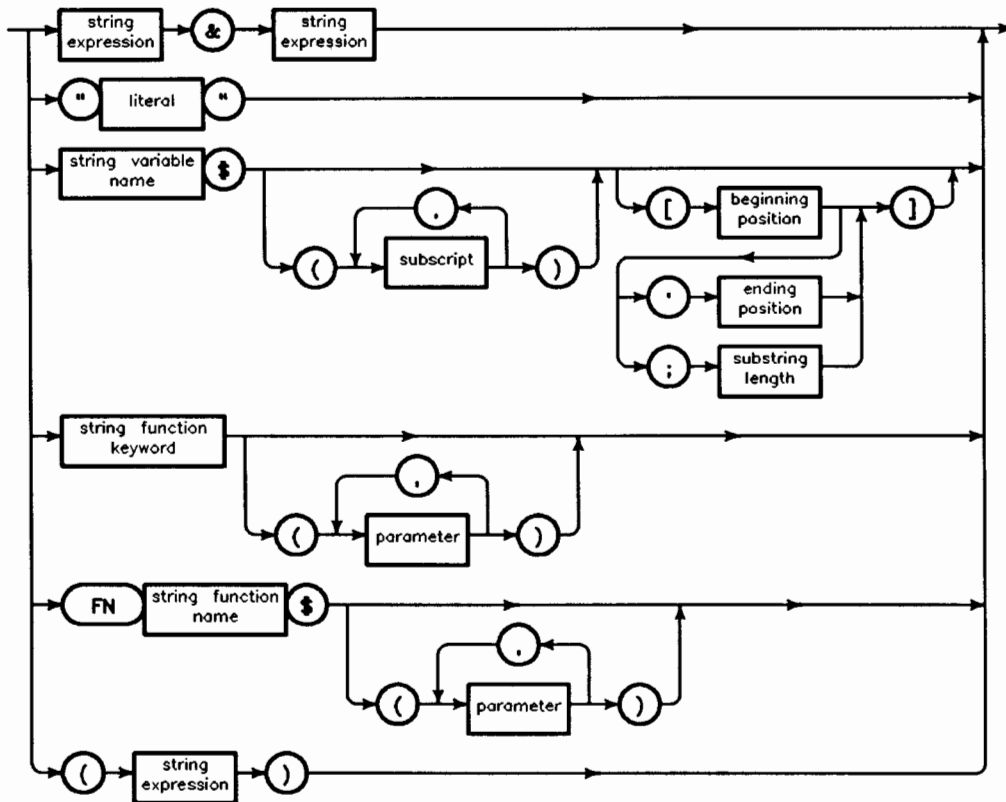 string expression & string expression
" literal "
string variable name $
( subscript , )
[ beginning position ]
' ending position
; substring length
string function keyword
( parameter , )
FN string function name $
( parameter , )
( string expression )